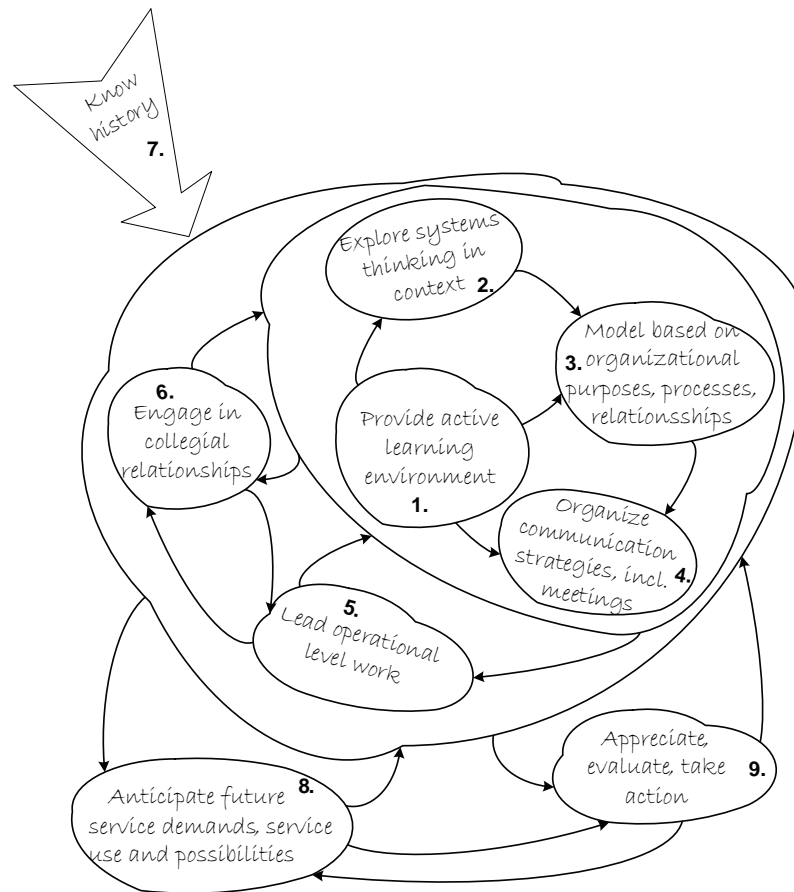 Know
history
7.
Explore systems
thinking in
context 2.
Model based on
3. organizational
purposes, processes,
relationsships
6.
Engage in
collegial
relationships
Provide active
learning
environment
1.
Organize
communication
strategies, incl. 4.
meetings
5.
Lead operational
level work
Appreciate,
evaluate, take 9.
action
Anticipate future 8.
service demands, service
use and possibilities